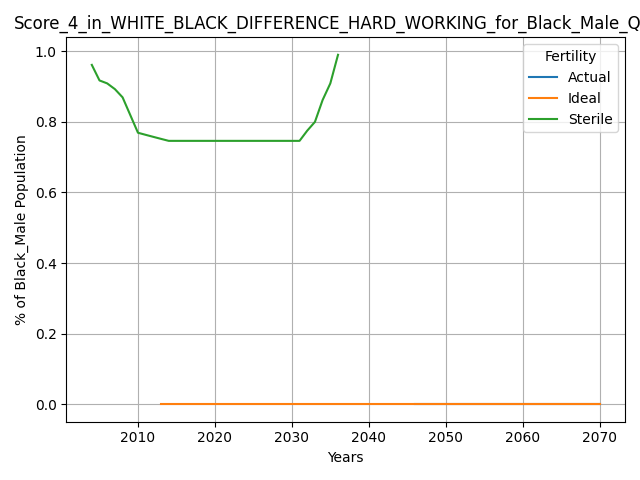 Score_4_in_WHITE_BLACK_DIFFERENCE_HARD_WORKING_for_Black_Male_Q
Fertility
Actual
Ideal
Sterile
% of Black_Male Population
1.0
0.8
0.6
0.4
0.2
0.0
2010 2020 2030 2040 2050 2060 2070
Years